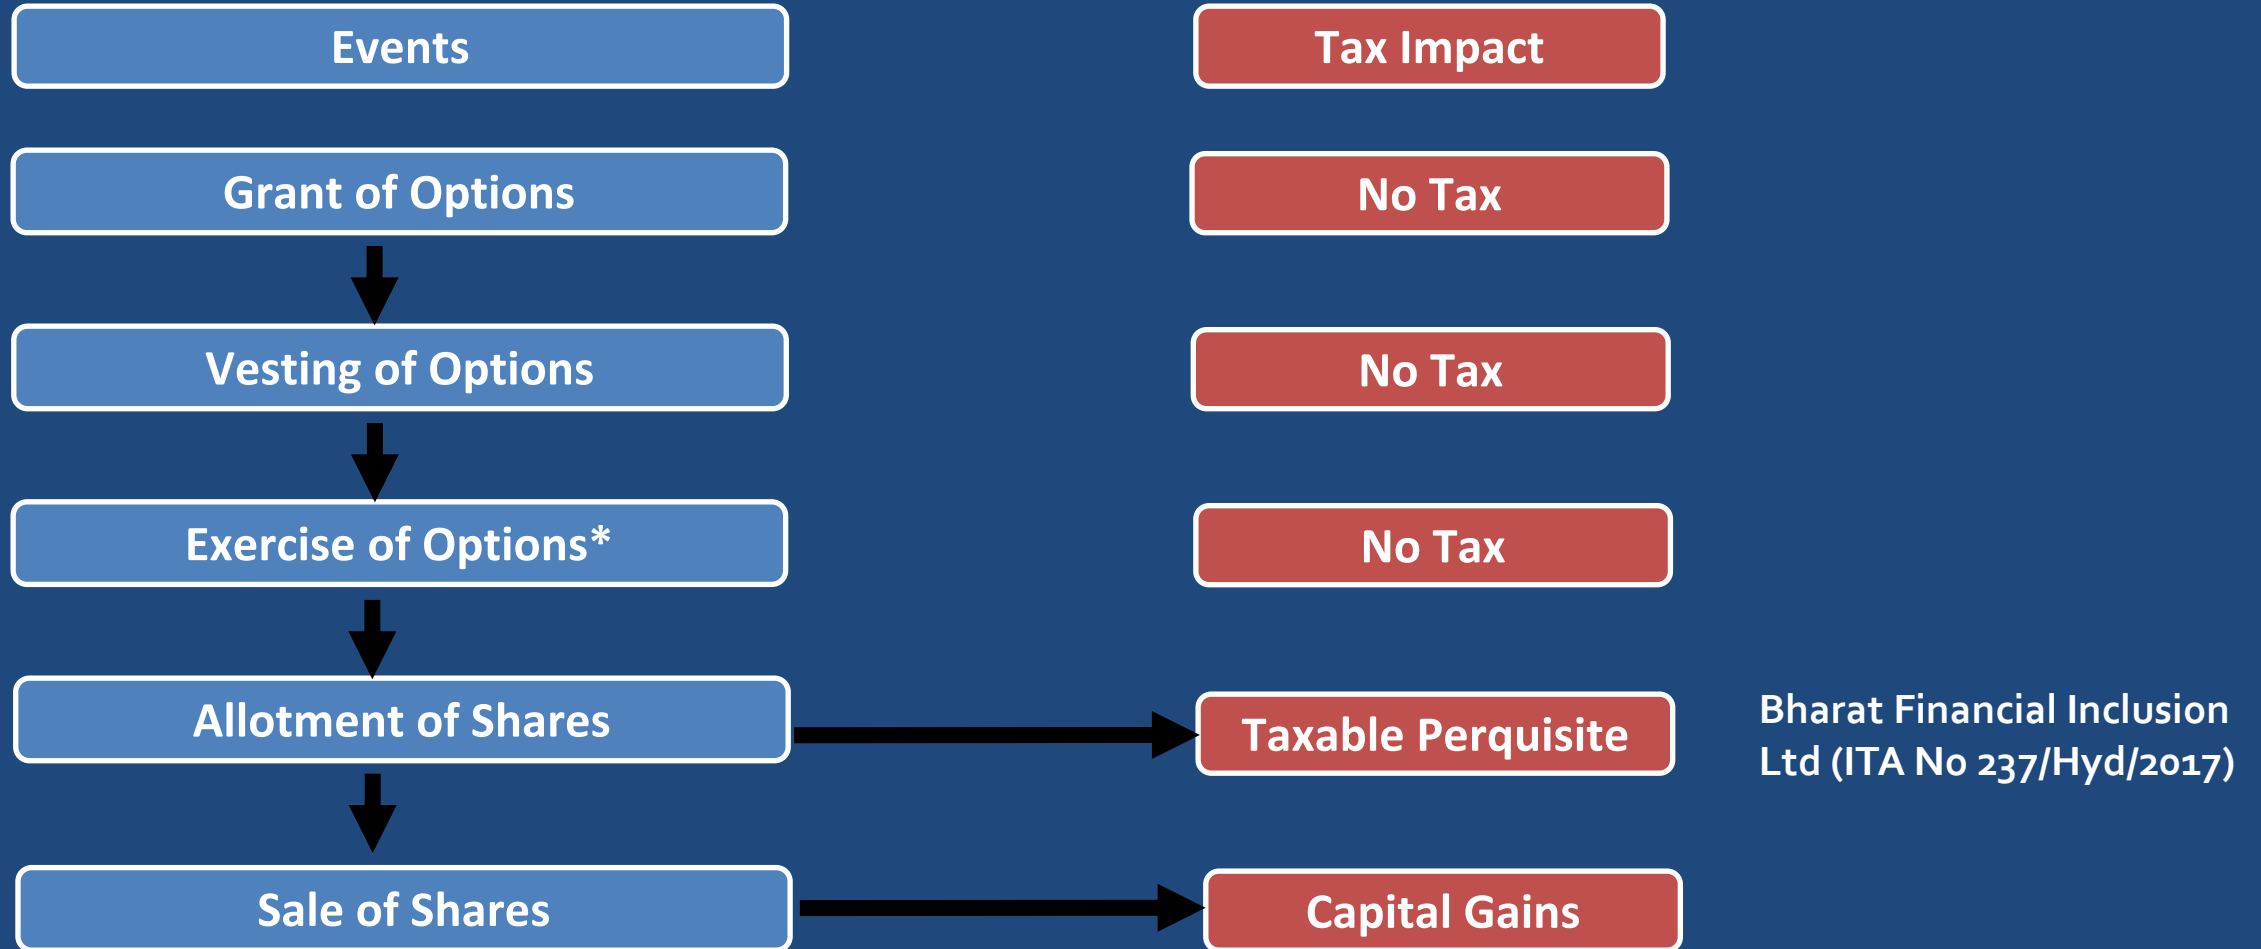 Events
Tax Impact
Grant of Options
No Tax
Vesting of Options
No Tax
Exercise of Options*
No Tax
Allotment of Shares
Taxable Perquisite
Bharat Financial Inclusion
Ltd (ITA No 237/Hyd/2017)
Sale of Shares
Capital Gains